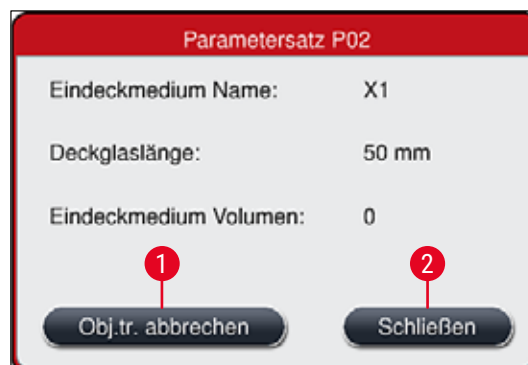 Parametersatz P02
Eindeckmedium Name: X1
Deckglaslänge: 50 mm
Eindeckmedium Volumen: 0
1 2
Obj.tr. abbrechen Schließen